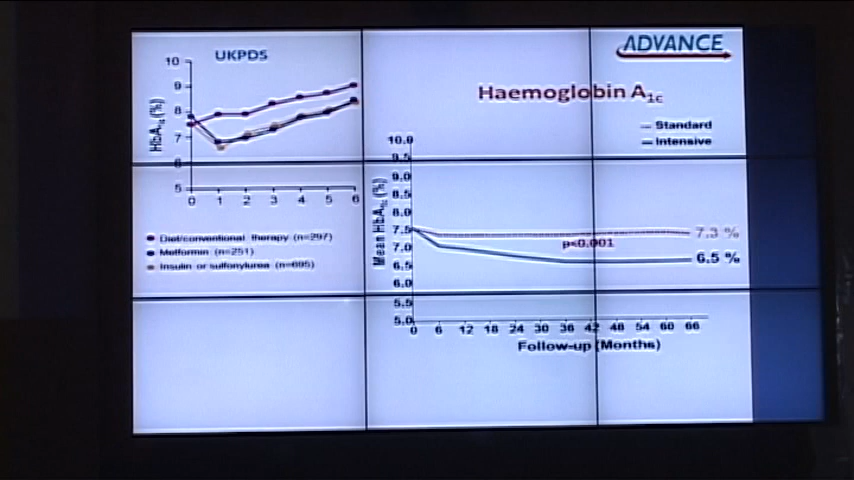 UKPDS
HbA1c (%)
10
9
8
7
6
5
0 1 2 3 4 5 6
Diet/conventional therapy (n=297)
Metformin (n=251)
Insulin or sulfonylurea (n=695)
ADVANCE
Haemoglobin A1c
Standard
Intensive
Mean HbA1c (%)
10.0
9.5
9.0
8.5
8.0
7.5
7.0
6.5
6.0
5.5
5.0
7.3 %
p<0.001
6.5 %
0 6 12 18 24 30 36 42 48 54 60 66
Follow-up (Months)